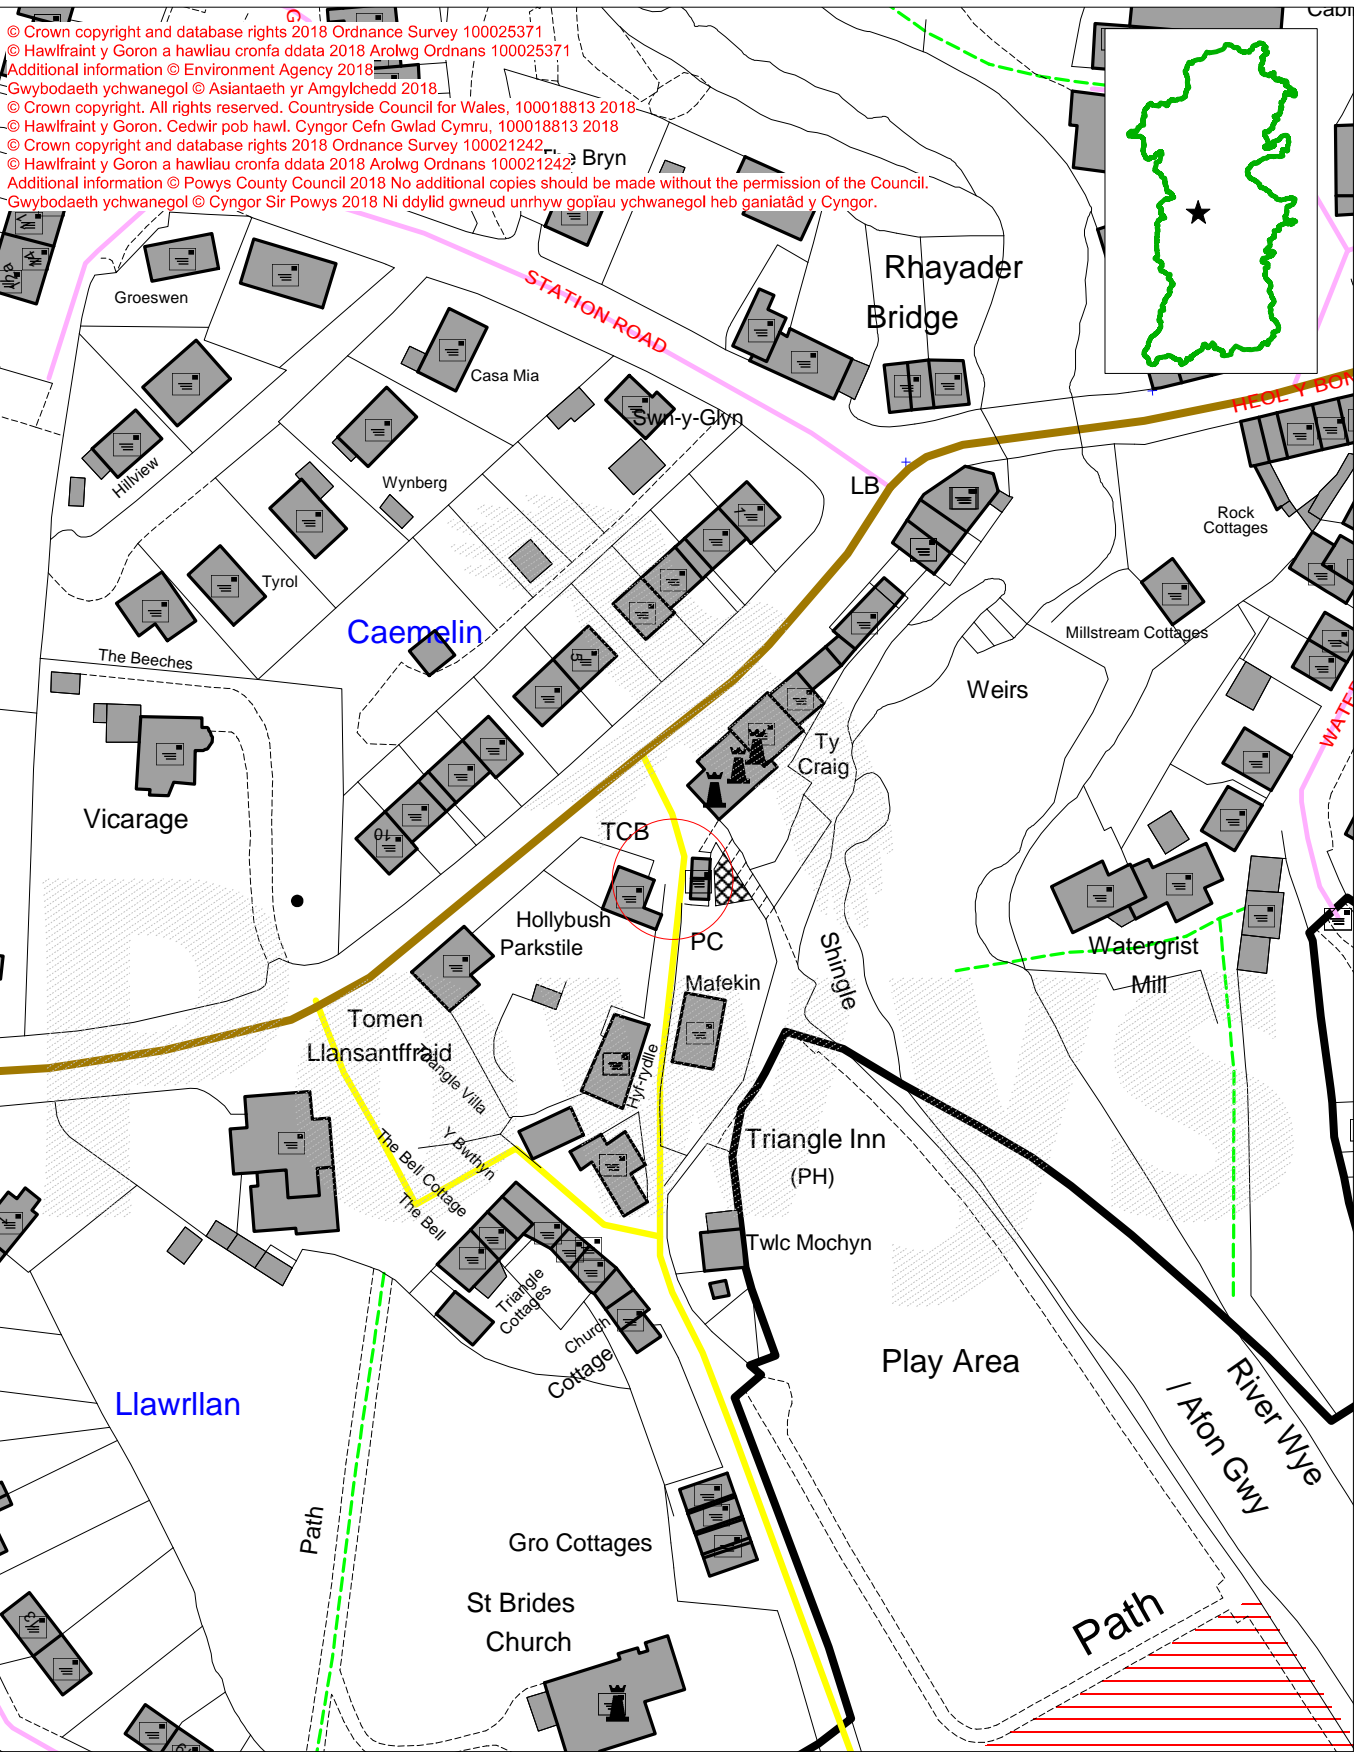 © Crown copyright and database rights 2018 Ordnance Survey 100025371
© Hawlfraint y Goron a hawliau cronfa ddata 2018 Arolwg Ordnans 100025371
Additional information © Environment Agency 2018
Gwybodaeth ychwanegol © Asiantaeth yr Amgylchedd 2018
© Crown copyright. All rights reserved. Countryside Council for Wales, 100018813 2018
© Hawlfraint y Goron. Cedwir pob hawl. Cyngor Cefn Gwlad Cymru, 100018813 2018
© Crown copyright and database rights 2018 Ordnance Survey 100021242
© Hawlfraint y Goron a hawliau cronfa ddata 2018 Arolwg Ordnans 100021242
Additional information © Powys County Council 2018 No additional copies should be made without the permission of the Council.
Gwybodaeth ychwanegol © Cyngor Sir Powys 2018 Ni ddylid gwneud unrhyw gopïau ychwanegol heb ganiatâd y Cyngor.
G
The Bryn
Rhayader
Bridge
STATION ROAD
Groeswen
Casa Mia
Swn-y-Glyn
HEOL Y BON
Hillview
Wynberg
LB
Rock
Cottages
Tyrol
Caemelin
Millstream Cottages
The Beeches
Weirs
WATER
Ty
Craig
Vicarage
TCB
1
5
10
Hollybush
Parkstile
PC
Shingle
Watergrist
Mill
Mafekin
Tomen
Llansantffraid
Triangle Villa
Hyf-rydlle
Y Bwthyn
The Bell Cottage
The Bell
Triangle Inn
(PH)
Twlc Mochyn
Triangle
Cottages
Church
Cottage
Play Area
Llawrllan
River Wye
/ Afon Gwy
Path
Gro Cottages
St Brides
Church
Path